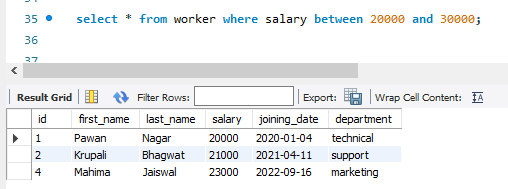 34
35 select * from worker where salary between 20000 and 30000;
36
37
Result Grid Filter Rows: Export: Wrap Cell Content:
id first_name last_name salary joining_date department
1 Pawan Nagar 20000 2020-01-04 technical
2 Krupali Bhagwat 21000 2021-04-11 support
4 Mahima Jaiswal 23000 2022-09-16 marketing